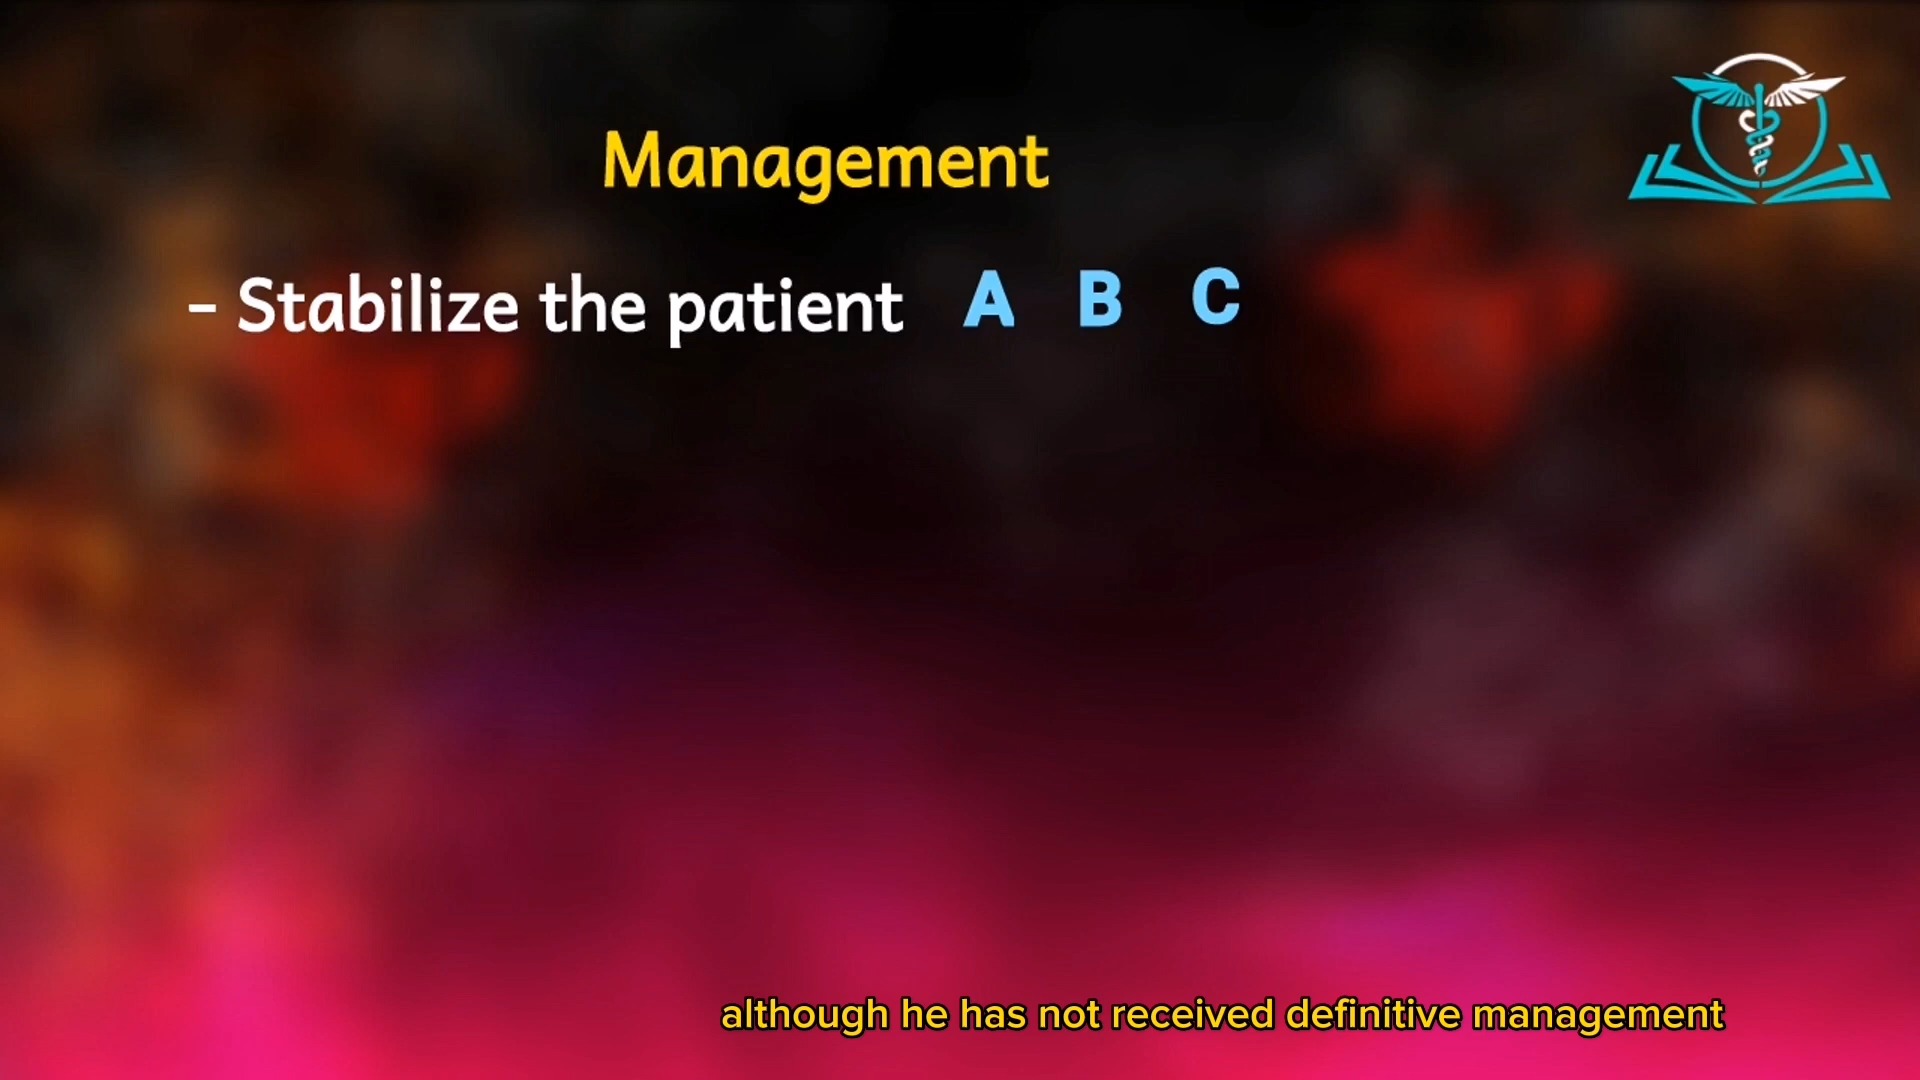 Management
- Stabilize the patient A B C
although he has not received definitive management